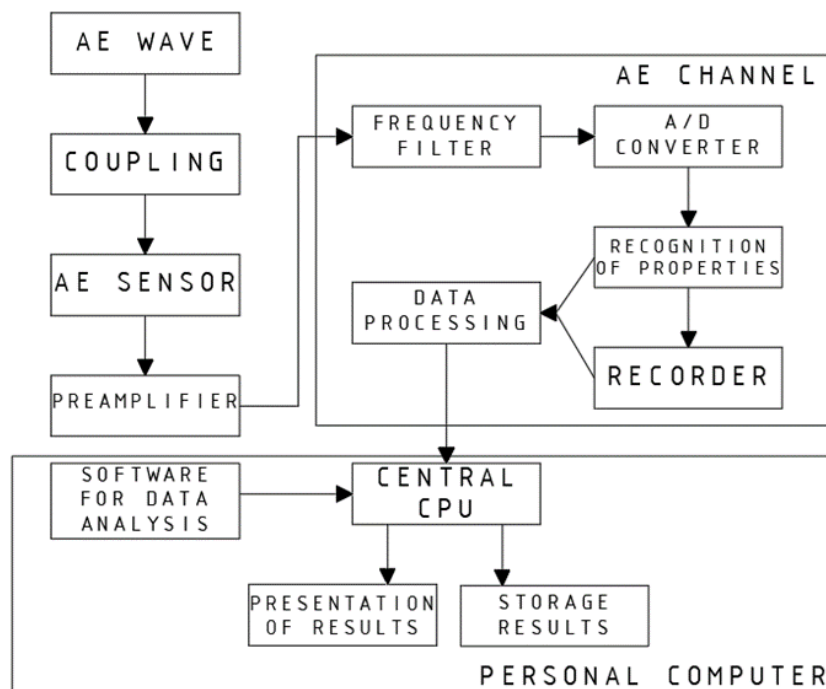 AE WAVE
COUPLING
AE SENSOR
PREAMPLIFIER
AE CHANNEL
FREQUENCY
FILTER
A/D
CONVERTER
RECOGNITION
OF PROPERTIES
DATA
PROCESSING
RECORDER
SOFTWARE
FOR DATA
ANALYSIS
CENTRAL
CPU
PRESENTATION
OF RESULTS
STORAGE
RESULTS
PERSONAL COMPUTER